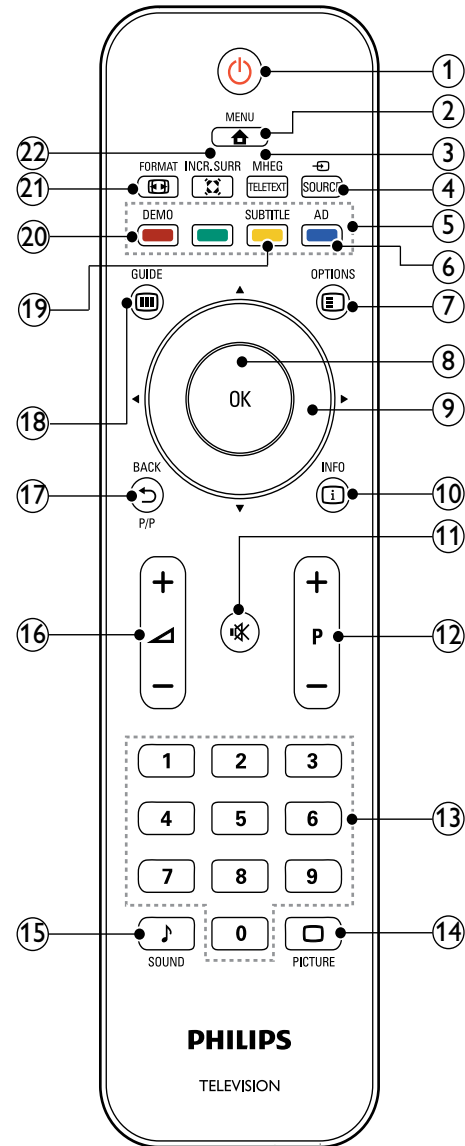 1
MENU
2
22
3
FORMAT INCR. SURR MHEG
TELETEXT SOURCE
21
4
DEMO SUBTITLE AD
5
20
6
19
GUIDE OPTIONS
7
8
OK
9
18
BACK INFO
17
10
P/P
11
+ +
16
P
12
− −
1 2 3
4 5 6
13
7 8 9
15
0
14
SOUND PICTURE
PHILIPS
TELEVISION